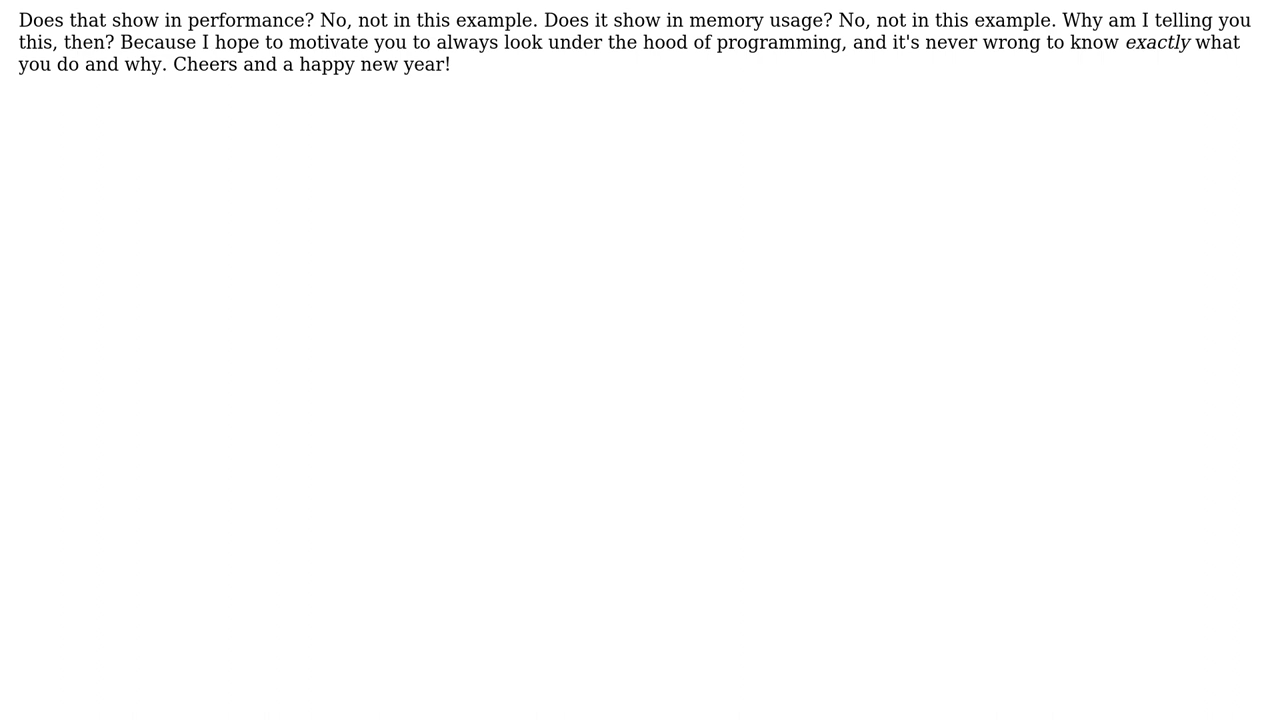 Does that show in performance? No, not in this example. Does it show in memory usage? No, not in this example. Why am I telling you
this, then? Because I hope to motivate you to always look under the hood of programming, and it's never wrong to know exactly what
you do and why. Cheers and a happy new year!